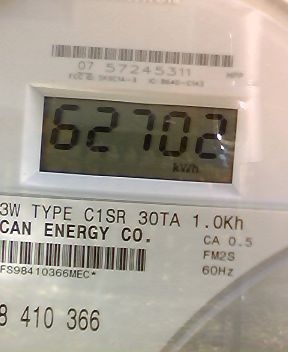 07 57245311
62702
kWh
3W TYPE C1SR 30TA 1.0Kh
CAN ENERGY CO.
CA 0.5
FM2S
FS98410366MEC*
60Hz
8 410 366